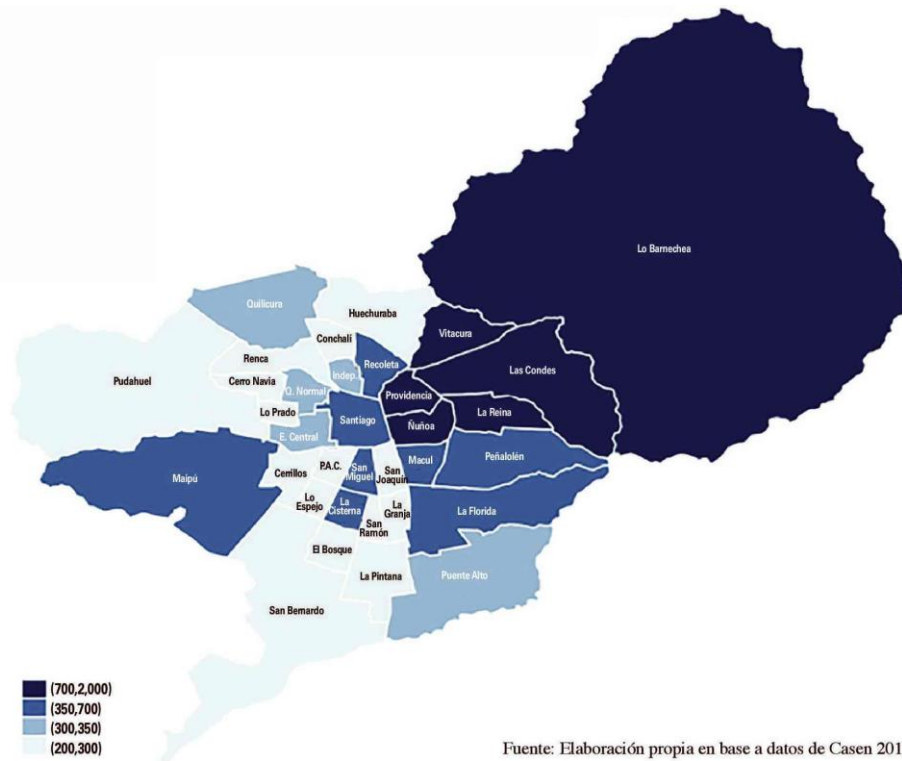 Lo Barnechea
Quilicura
Huechuraba
Vitacura
Conchalí
Renca
Recoleta
Las Condes
Indep.
Pudahuel
Cerro Navia
Q. Normal
Providencia
Lo Prado
La Reina
Santiago
Ñuñoa
E. Central
Macul
Peñalolén
P.A.C.
San
Miguel
San
Joaquín
Cerrillos
Maipú
Lo
Espejo
La
Cisterna
La
Granja
La Florida
San
Ramón
El Bosque
La Pintana
Puente Alto
San Bernardo
(700,2,000)
(350,700)
(300,350)
(200,300)
Fuente: Elaboración propia en base a datos de Casen 201